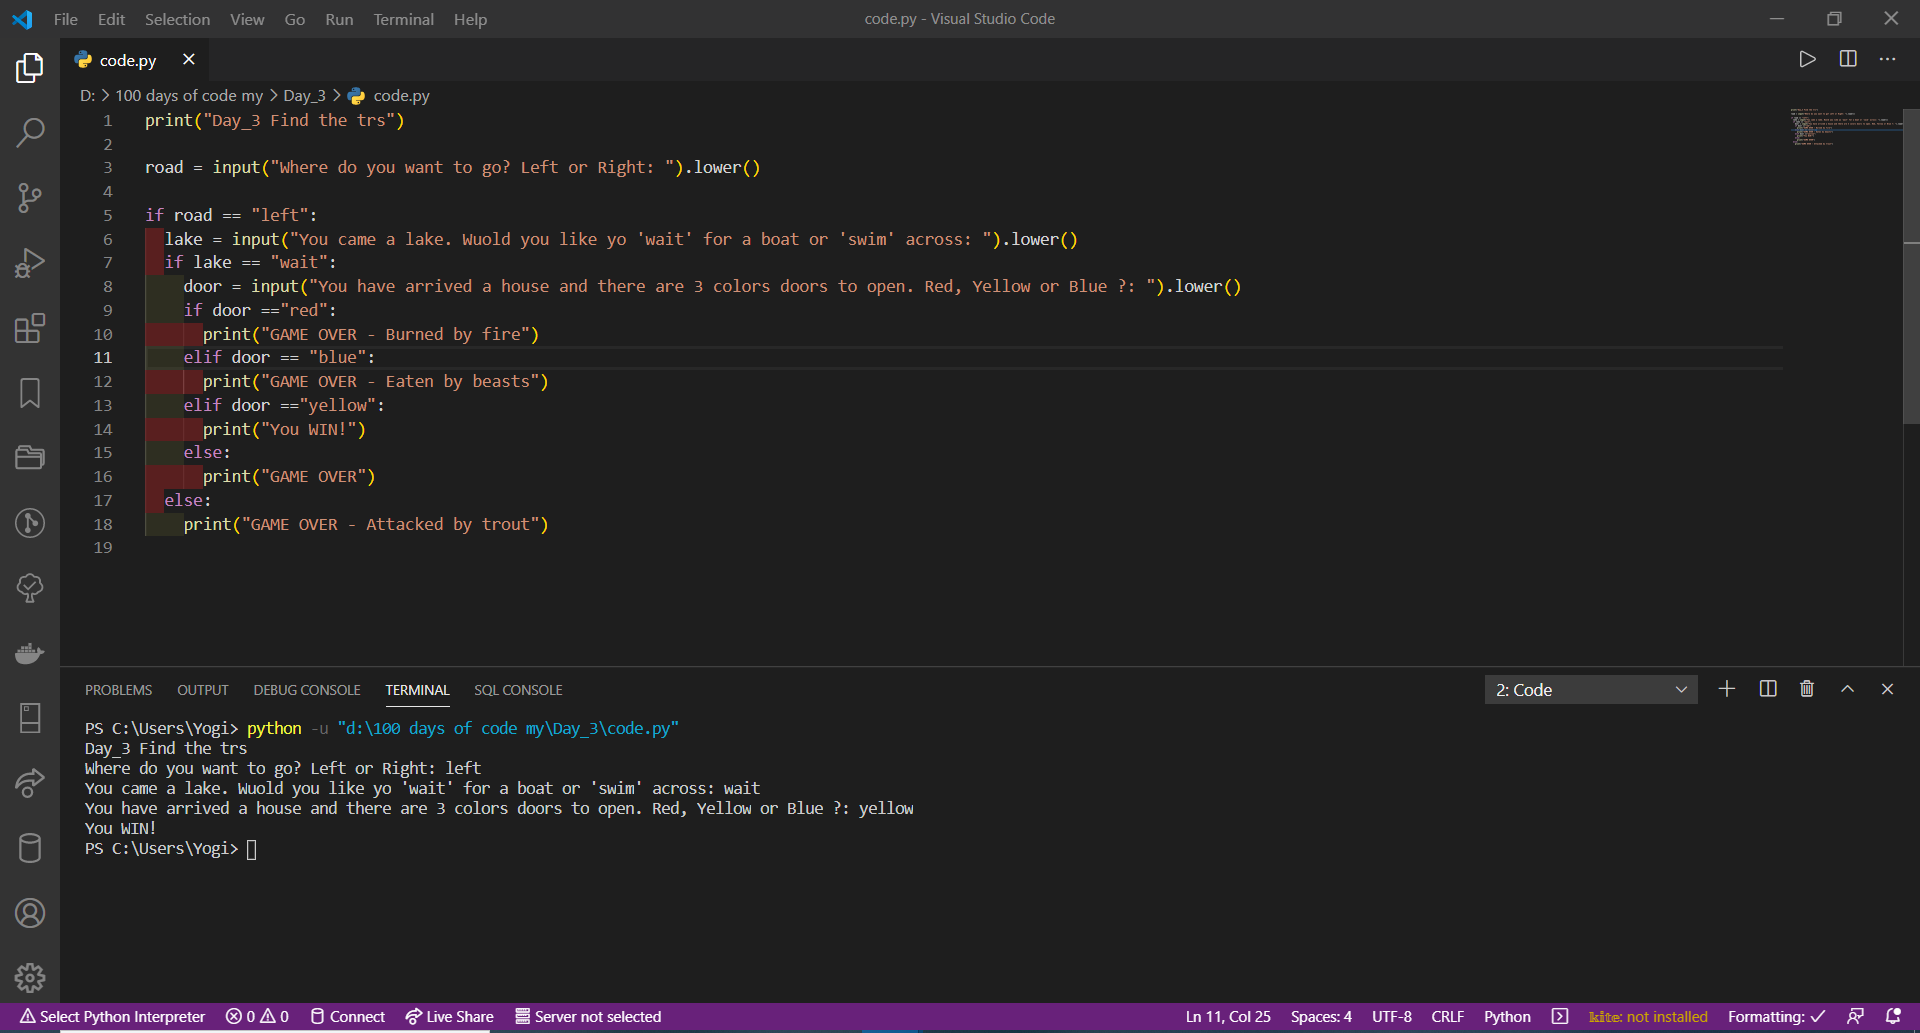 File Edit Selection View Go Run Terminal Help
code.py - Visual Studio Code
code.py
D: > 100 days of code my > Day_3 > code.py
1 print("Day_3 Find the trs")
2
3 road = input("Where do you want to go? Left or Right: ").lower()
4
5 if road == "left":
6 lake = input("You came a lake. Wuold you like yo 'wait' for a boat or 'swim' across: ").lower()
7 if lake == "wait":
8 door = input("You have arrived a house and there are 3 colors doors to open. Red, Yellow or Blue ?: ").lower()
9 if door =="red":
10 print("GAME OVER - Burned by fire")
11 elif door == "blue":
12 print("GAME OVER - Eaten by beasts")
13 elif door =="yellow":
14 print("You WIN!")
15 else:
16 print("GAME OVER")
17 else:
18 print("GAME OVER - Attacked by trout")
19
PROBLEMS OUTPUT DEBUG CONSOLE TERMINAL SQL CONSOLE
2: Code
PS C:\Users\Yogi> python -u "d:\100 days of code my\Day_3\code.py"
Day_3 Find the trs
Where do you want to go? Left or Right: left
You came a lake. Wuold you like yo 'wait' for a boat or 'swim' across: wait
You have arrived a house and there are 3 colors doors to open. Red, Yellow or Blue ?: yellow
You WIN!
PS C:\Users\Yogi>
Select Python Interpreter 0 0 Connect Live Share Server not selected
Ln 11, Col 25 Spaces: 4 UTF-8 CRLF Python kite: not installed Formatting: